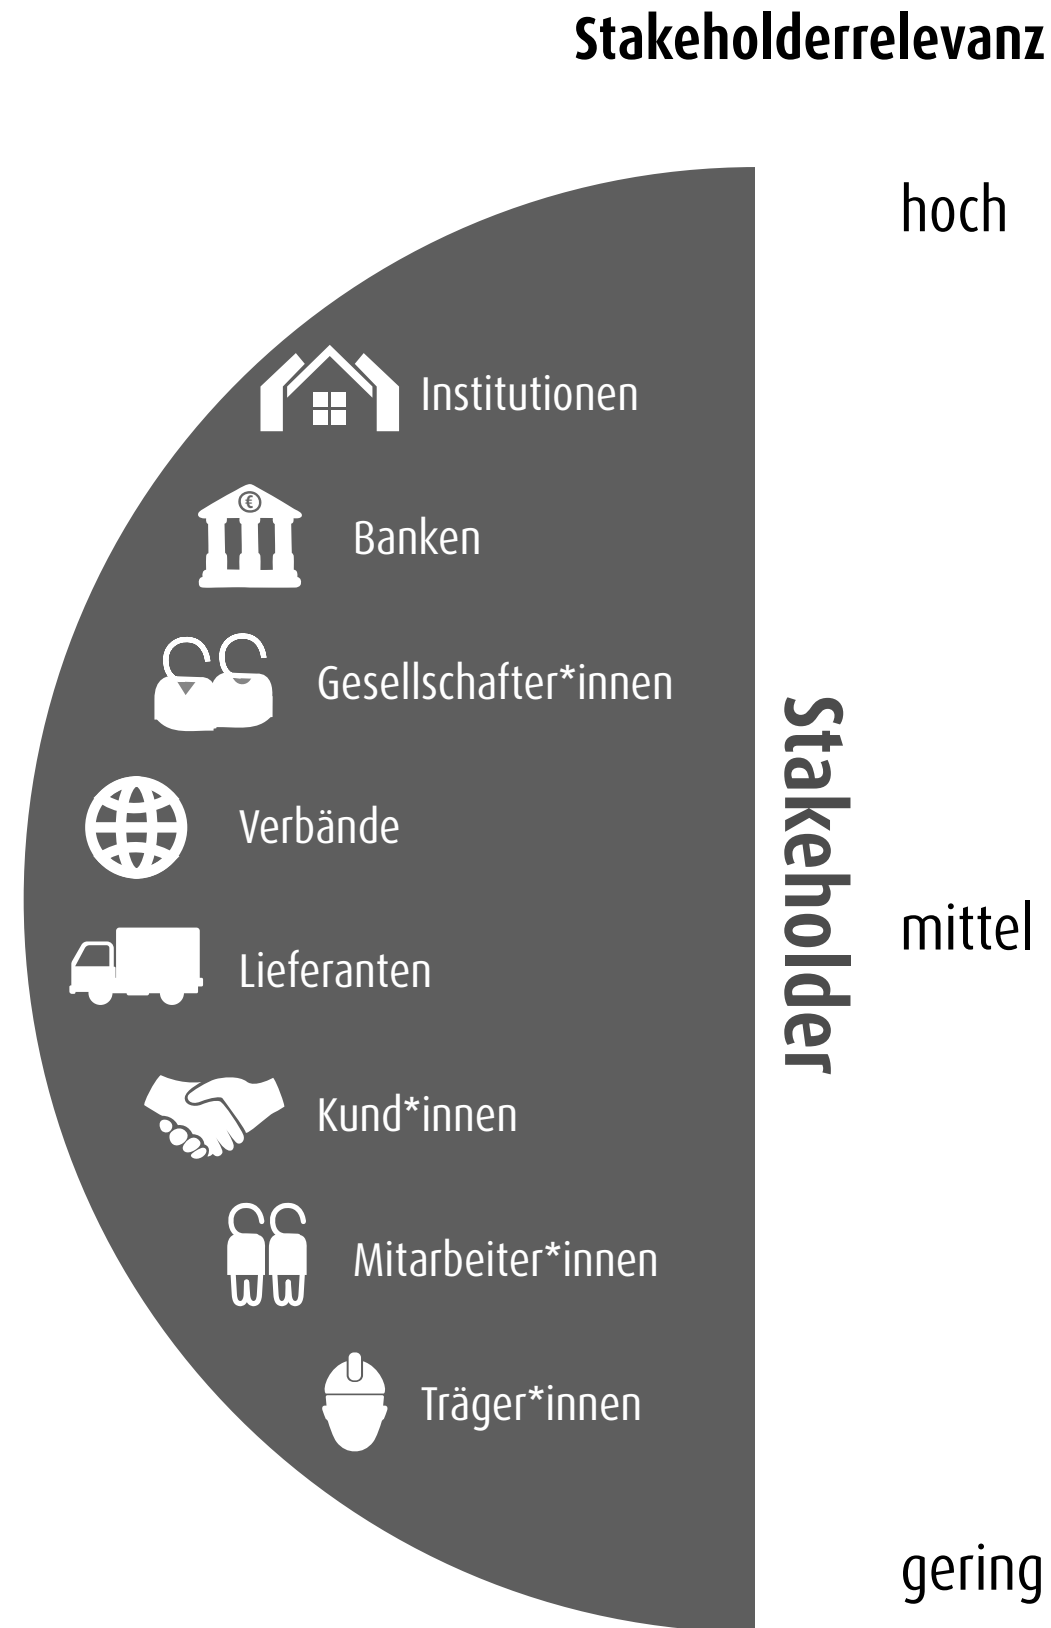 Stakeholderrelevanz
hoch
Institutionen
€
Banken
Gesellschafter*innen
Verbände
Stakeholder
mittel
Lieferanten
Kund*innen
Mitarbeiter*innen
Träger*innen
gering